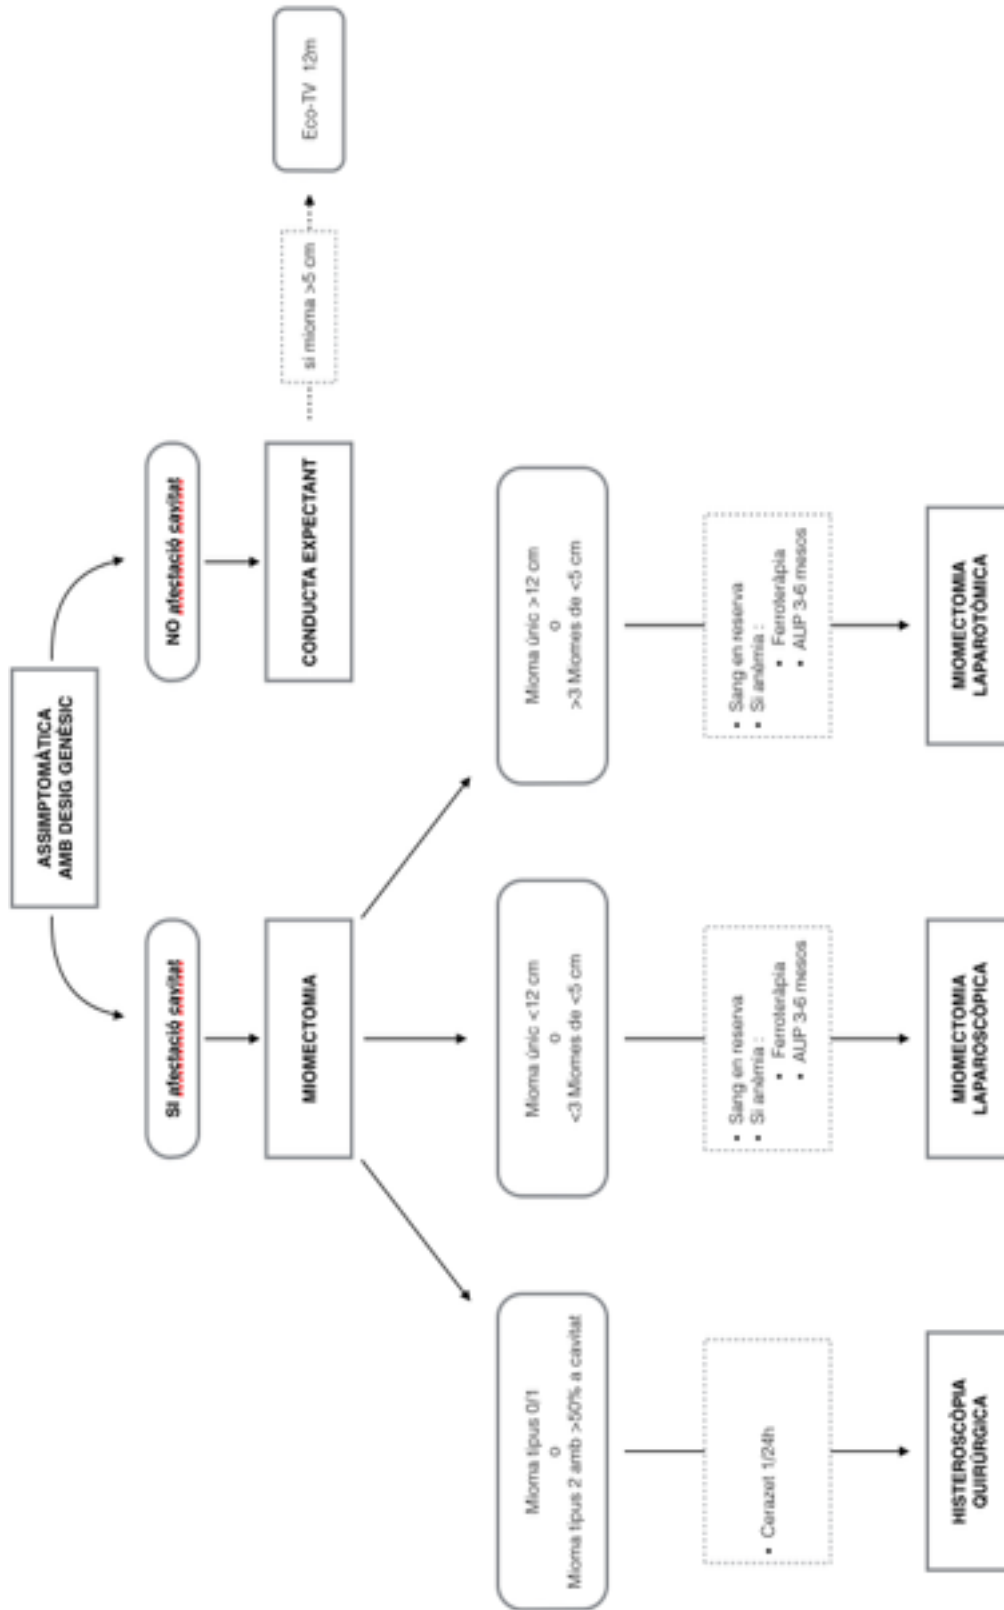 ASSIMPTOMÀTICA
AMB DESIG GENÈSIC
SI afectació cavitat
NO afectació cavitat
MIOMECTOMIA
CONDUCTA EXPECTANT
si mioma >5 cm
Eco-TV 12m
Mioma tipus 0/1
O
Mioma tipus 2 amb >50% a cavitat
Mioma únic <12 cm
O
<3 Miomes de <5 cm
Mioma únic >12 cm
O
>3 Miomes de <5 cm
▪ Cerazet 1/24h
▪ Sang en reserva
▪ Si anèmia :
▪ Ferroteràpia
▪ AUP 3-6 mesos
▪ Sang en reserva
▪ Si anèmia :
▪ Ferroteràpia
▪ AUP 3-6 mesos
HISTEROSCÒPIA
QUIRÚRGICA
MIOMECTOMIA
LAPAROSCÒPICA
MIOMECTOMIA
LAPAROTÒMICA